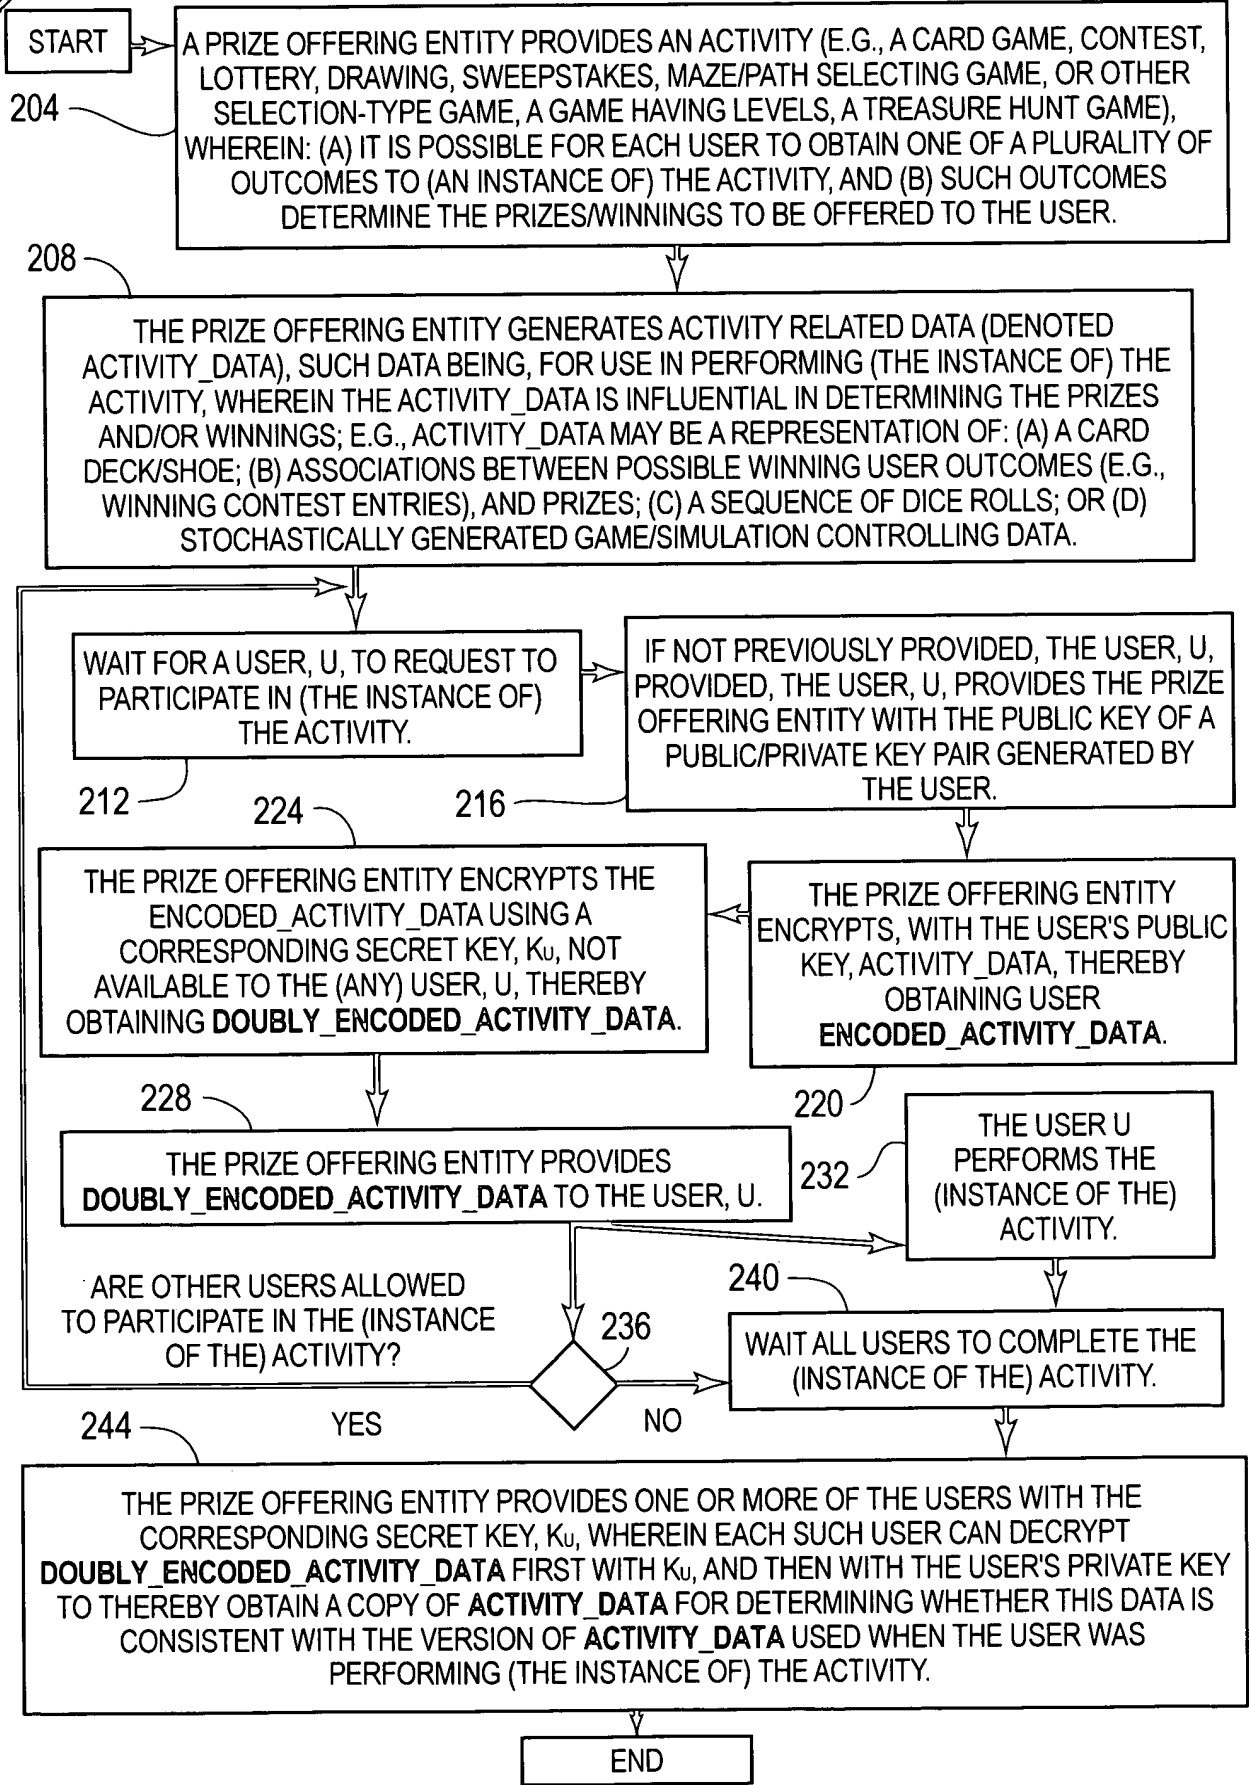 START
A PRIZE OFFERING ENTITY PROVIDES AN ACTIVITY (E.G., A CARD GAME, CONTEST,
LOTTERY, DRAWING, SWEEPSTAKES, MAZE/PATH SELECTING GAME, OR OTHER
SELECTION-TYPE GAME, A GAME HAVING LEVELS, A TREASURE HUNT GAME),
WHEREIN: (A) IT IS POSSIBLE FOR EACH USER TO OBTAIN ONE OF A PLURALITY OF
OUTCOMES TO (AN INSTANCE OF) THE ACTIVITY, AND (B) SUCH OUTCOMES
DETERMINE THE PRIZES/WINNINGS TO BE OFFERED TO THE USER.
204
208
THE PRIZE OFFERING ENTITY GENERATES ACTIVITY RELATED DATA (DENOTED
ACTIVITY_DATA), SUCH DATA BEING, FOR USE IN PERFORMING (THE INSTANCE OF) THE
ACTIVITY, WHEREIN THE ACTIVITY_DATA IS INFLUENTIAL IN DETERMINING THE PRIZES
AND/OR WINNINGS; E.G., ACTIVITY_DATA MAY BE A REPRESENTATION OF: (A) A CARD
DECK/SHOE; (B) ASSOCIATIONS BETWEEN POSSIBLE WINNING USER OUTCOMES (E.G.,
WINNING CONTEST ENTRIES), AND PRIZES; (C) A SEQUENCE OF DICE ROLLS; OR (D)
STOCHASTICALLY GENERATED GAME/SIMULATION CONTROLLING DATA.
WAIT FOR A USER, U, TO REQUEST TO
PARTICIPATE IN (THE INSTANCE OF)
THE ACTIVITY.
212
IF NOT PREVIOUSLY PROVIDED, THE USER, U,
PROVIDED, THE USER, U, PROVIDES THE PRIZE
OFFERING ENTITY WITH THE PUBLIC KEY OF A
PUBLIC/PRIVATE KEY PAIR GENERATED BY
THE USER.
216
224
THE PRIZE OFFERING ENTITY ENCRYPTS THE
ENCODED_ACTIVITY_DATA USING A
CORRESPONDING SECRET KEY, KU, NOT
AVAILABLE TO THE (ANY) USER, U, THEREBY
OBTAINING DOUBLY_ENCODED_ACTIVITY_DATA.
THE PRIZE OFFERING ENTITY
ENCRYPTS, WITH THE USER'S PUBLIC
KEY, ACTIVITY_DATA, THEREBY
OBTAINING USER
ENCODED_ACTIVITY_DATA.
220
228
THE PRIZE OFFERING ENTITY PROVIDES
DOUBLY_ENCODED_ACTIVITY_DATA TO THE USER, U.
232
THE USER U
PERFORMS THE
(INSTANCE OF THE)
ACTIVITY.
ARE OTHER USERS ALLOWED
TO PARTICIPATE IN THE (INSTANCE
OF THE) ACTIVITY?
236
YES
NO
240
WAIT ALL USERS TO COMPLETE THE
(INSTANCE OF THE) ACTIVITY.
244
THE PRIZE OFFERING ENTITY PROVIDES ONE OR MORE OF THE USERS WITH THE
CORRESPONDING SECRET KEY, KU, WHEREIN EACH SUCH USER CAN DECRYPT
DOUBLY_ENCODED_ACTIVITY_DATA FIRST WITH KU, AND THEN WITH THE USER'S PRIVATE KEY
TO THEREBY OBTAIN A COPY OF ACTIVITY_DATA FOR DETERMINING WHETHER THIS DATA IS
CONSISTENT WITH THE VERSION OF ACTIVITY_DATA USED WHEN THE USER WAS
PERFORMING (THE INSTANCE OF) THE ACTIVITY.
END